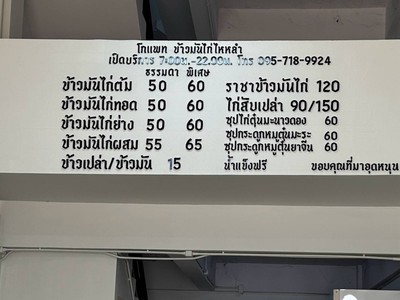 โกแพท ข้าวมันไก่ไหหลำ
เปิดบริการ 7.00น.-22.00น. โทร 095-718-9924
ธรรมดา พิเศษ
ข้าวมันไก่ต้ม 50 60 ราชาข้าวมันไก่ 120
ข้าวมันไก่ทอด 50 60 ไก่สับเปล่า 90/150
ข้าวมันไก่ย่าง 50 60 ซุปไก่ตุ๋นมะนาวดอง 60
ข้าวมันไก่ผสม 55 65 ซุปกระดูกหมูตุ๋นมะระ 60
ซุปกระดูกหมูตุ๋นยาจีน 60
ข้าวเปล่า/ข้าวมัน 15 น้ำแข็งฟรี ขอบคุณที่มาอุดหนุน